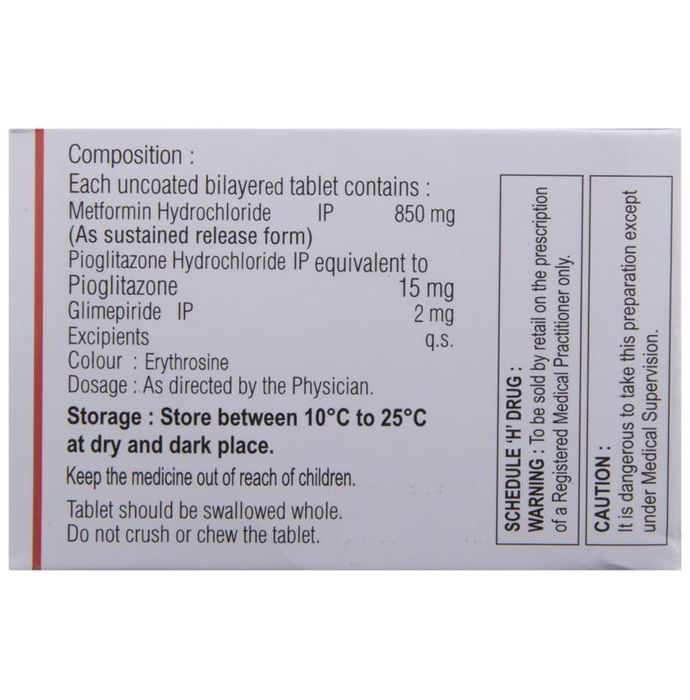 Composition :
Each uncoated bilayered tablet contains :
Metformin Hydrochloride IP 850 mg
(As sustained release form)
Pioglitazone Hydrochloride IP equivalent to
Pioglitazone 15 mg
Glimepiride IP 2 mg
Excipients q.s.
Colour : Erythrosine
Dosage : As directed by the Physician.
Storage : Store between 10°C to 25°C
at dry and dark place.
Keep the medicine out of reach of children.
Tablet should be swallowed whole.
Do not crush or chew the tablet.
SCHEDULE 'H' DRUG :
WARNING : To be sold by retail on the prescription
of a Registered Medical Practitioner only.
CAUTION :
It is dangerous to take this preparation except
under Medical Supervision.